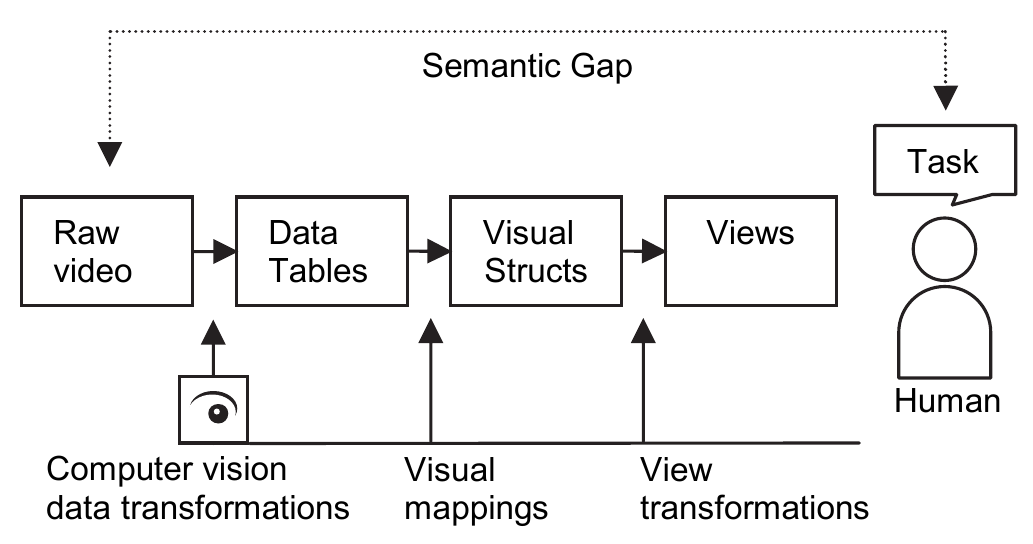 Semantic Gap
Task
Raw
video
Data
Tables
Visual
Structs
Views
Human
Computer vision
data transformations
Visual
mappings
View
transformations